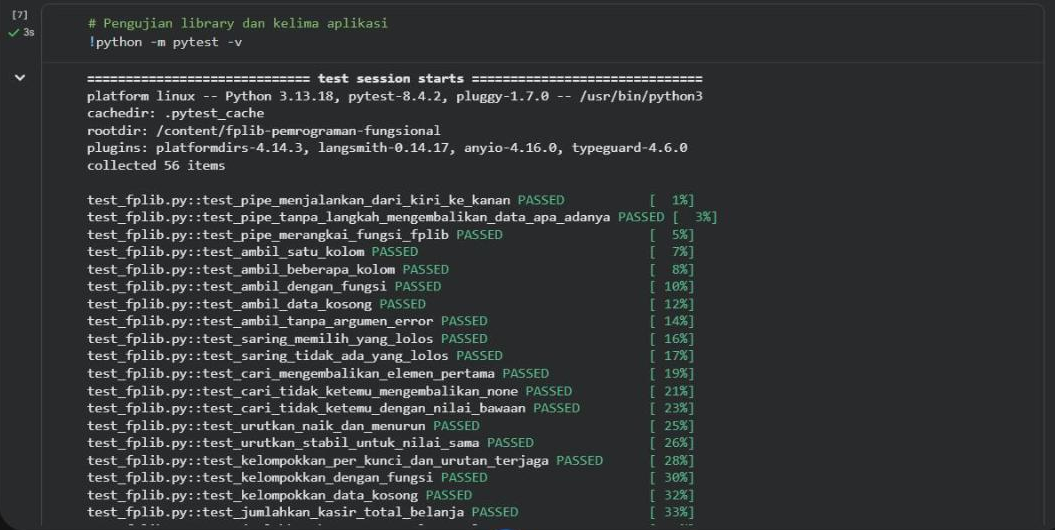 [7]
3s
# Pengujian library dan kelima aplikasi
!python -m pytest -v
============================= test session starts ==============================
platform linux -- Python 3.13.18, pytest-8.4.2, pluggy-1.7.0 -- /usr/bin/python3
cachedir: .pytest_cache
rootdir: /content/fplib-pemrograman-fungsional
plugins: platformdirs-4.14.3, langsmith-0.14.17, anyio-4.16.0, typeguard-4.6.0
collected 56 items
test_fplib.py::test_pipe_menjalankan_dari_kiri_ke_kanan PASSED [  1%]
test_fplib.py::test_pipe_tanpa_langkah_mengembalikan_data_apa_adanya PASSED [  3%]
test_fplib.py::test_pipe_merangkai_fungsi_fplib PASSED [  5%]
test_fplib.py::test_ambil_satu_kolom PASSED [  7%]
test_fplib.py::test_ambil_beberapa_kolom PASSED [  8%]
test_fplib.py::test_ambil_dengan_fungsi PASSED [ 10%]
test_fplib.py::test_ambil_data_kosong PASSED [ 12%]
test_fplib.py::test_ambil_tanpa_argumen_error PASSED [ 14%]
test_fplib.py::test_saring_memilih_yang_lolos PASSED [ 16%]
test_fplib.py::test_saring_tidak_ada_yang_lolos PASSED [ 17%]
test_fplib.py::test_cari_mengembalikan_elemen_pertama PASSED [ 19%]
test_fplib.py::test_cari_tidak_ketemu_mengembalikan_none PASSED [ 21%]
test_fplib.py::test_cari_tidak_ketemu_dengan_nilai_bawaan PASSED [ 23%]
test_fplib.py::test_urutkan_naik_dan_menurun PASSED [ 25%]
test_fplib.py::test_urutkan_stabil_untuk_nilai_sama PASSED [ 26%]
test_fplib.py::test_kelompokkan_per_kunci_dan_urutan_terjaga PASSED [ 28%]
test_fplib.py::test_kelompokkan_dengan_fungsi PASSED [ 30%]
test_fplib.py::test_kelompokkan_data_kosong PASSED [ 32%]
test_fplib.py::test_jumlahkan_kasir_total_belanja PASSED [ 33%]